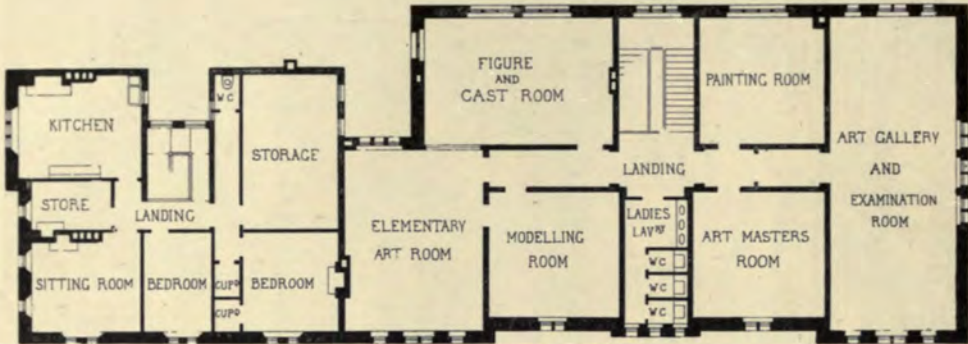 KITCHEN
STORE
LANDING
SITTING ROOM
BEDROOM
WC
STORAGE
CUPD
CUPD
BEDROOM
FIGURE
AND
CAST ROOM
ELEMENTARY
ART ROOM
MODELLING
ROOM
LANDING
LADIES
LAVRY
WC
WC
WC
PAINTING ROOM
ART MASTERS
ROOM
ART GALLERY
AND
EXAMINATION
ROOM